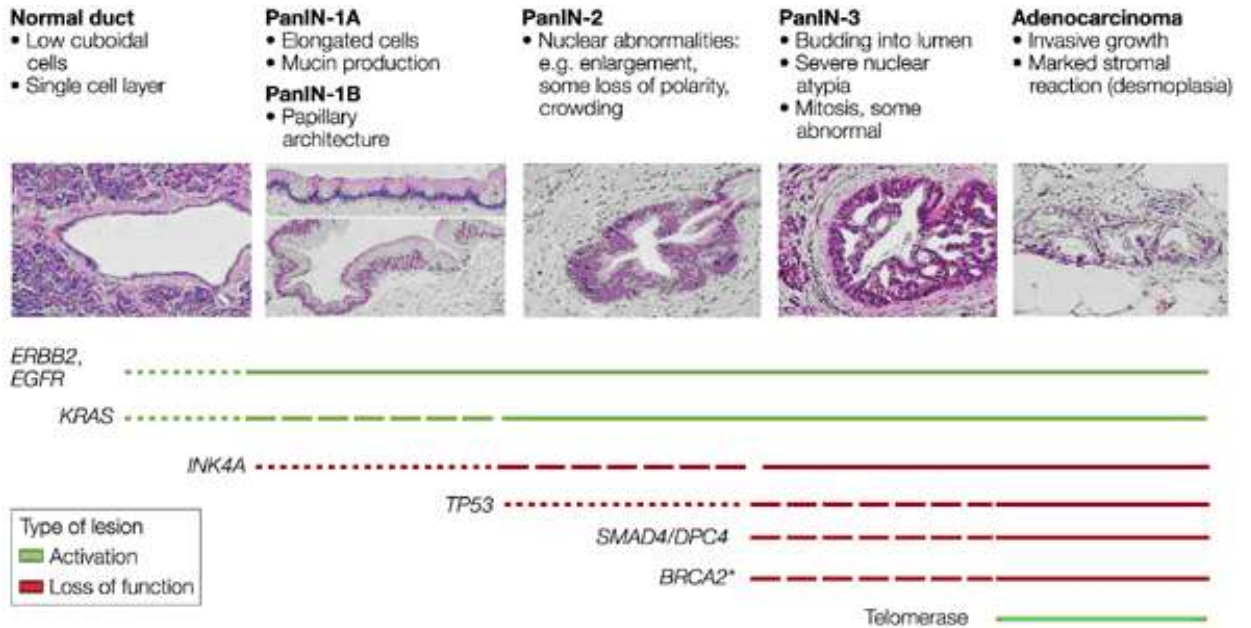 Normal duct
• Low cuboidal
cells
• Single cell layer
PanIN-1A
• Elongated cells
• Mucin production
PanIN-1B
• Papillary
architecture
PanIN-2
• Nuclear abnormalities:
e.g. enlargement,
some loss of polarity,
crowding
PanIN-3
• Budding into lumen
• Severe nuclear
atypia
• Mitosis, some
abnormal
Adenocarcinoma
• Invasive growth
• Marked stromal
reaction (desmoplasia)
ERBB2,
EGFR
KRAS
INK4A
TP53
SMAD4/DPC4
BRCA2*
Telomerase
Type of lesion
Activation
Loss of function